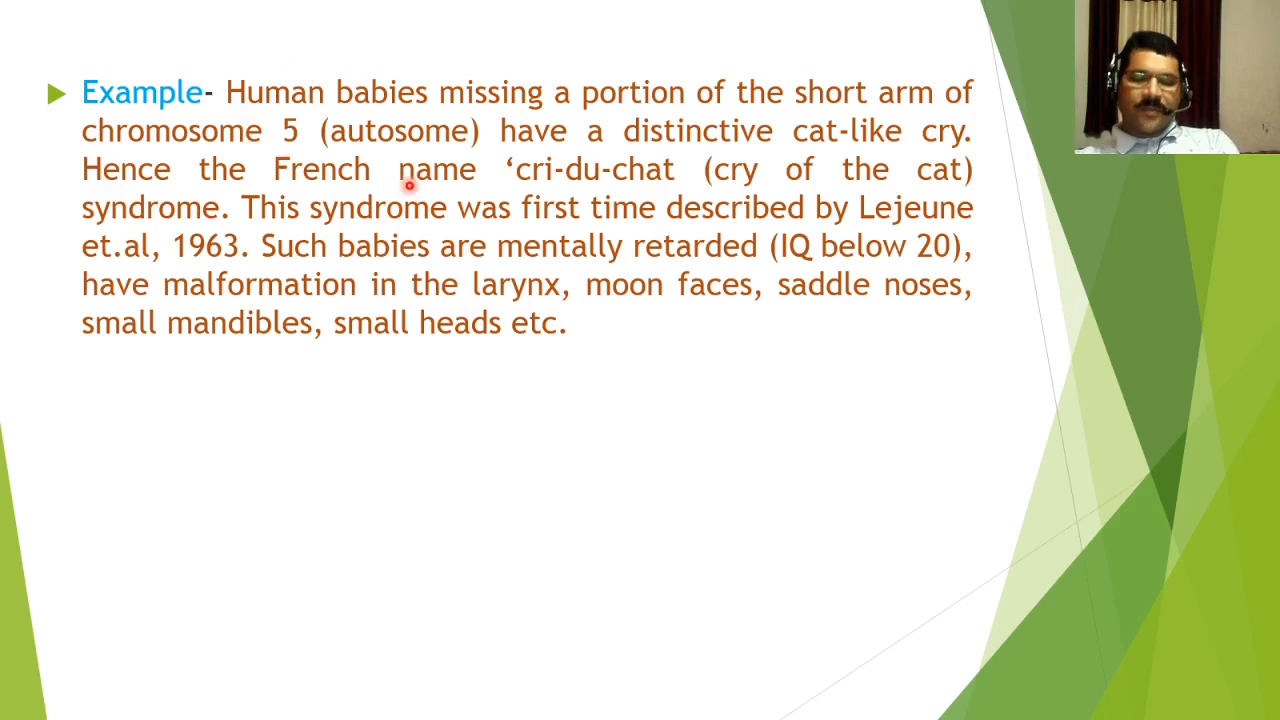 Example- Human babies missing a portion of the short arm of
chromosome 5 (autosome) have a distinctive cat-like cry.
Hence the French name ‘cri-du-chat (cry of the cat)
syndrome. This syndrome was first time described by Lejeune
et.al, 1963. Such babies are mentally retarded (IQ below 20),
have malformation in the larynx, moon faces, saddle noses,
small mandibles, small heads etc.